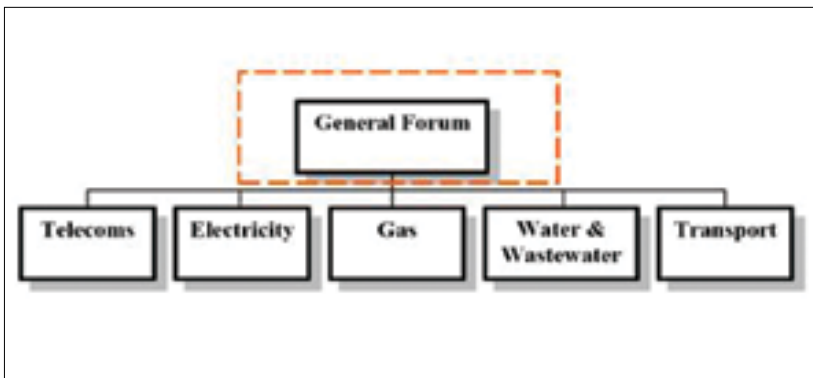 General Forum
Telecoms
Electricity
Gas
Water &
Wastewater
Transport